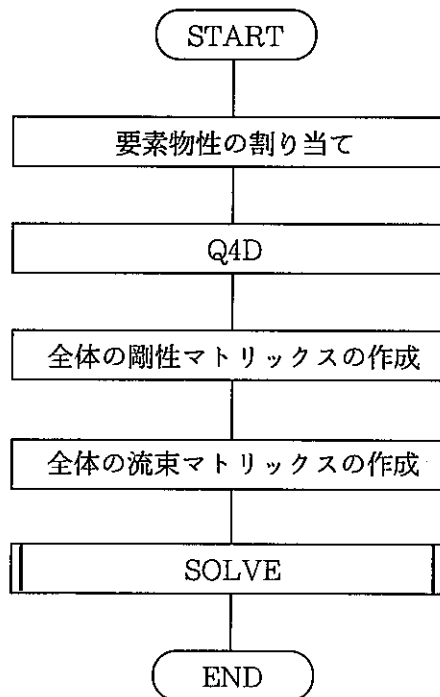 START
要素物性の割り当て
Q4D
全体の剛性マトリックスの作成
全体の流束マトリックスの作成
SOLVE
END